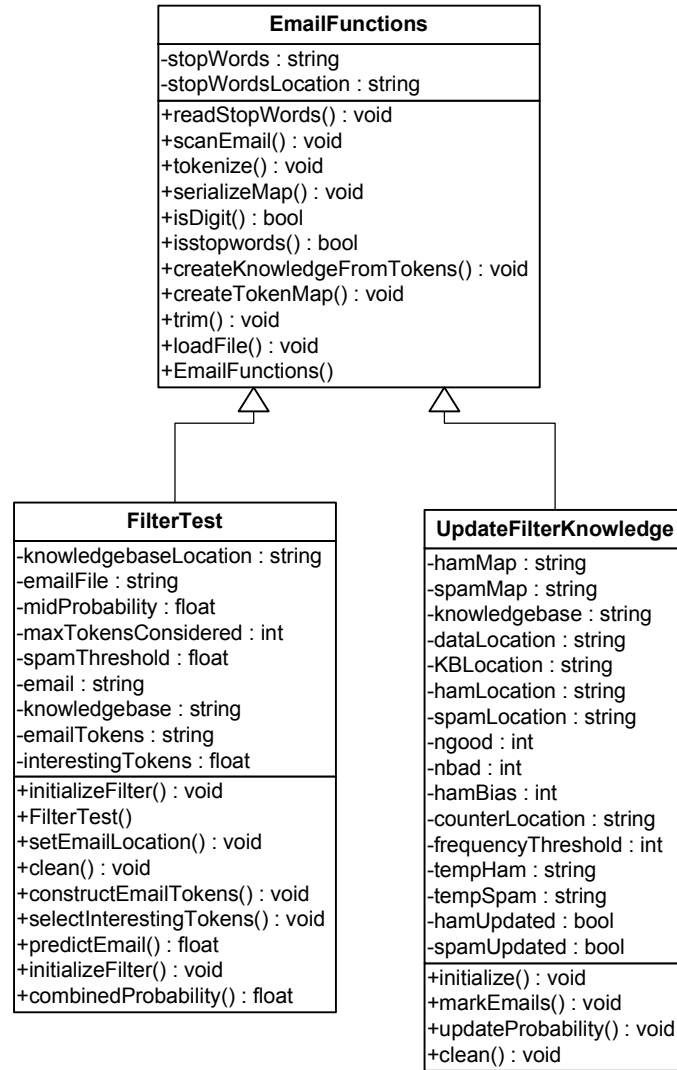 EmailFunctions
-stopWords : string
-stopWordsLocation : string
+readStopWords() : void
+scanEmail() : void
+tokenize() : void
+serializeMap() : void
+isDigit() : bool
+isstopwords() : bool
+createKnowledgeFromTokens() : void
+createTokenMap() : void
+trim() : void
+loadFile() : void
+EmailFunctions()
FilterTest
-knowledgebaseLocation : string
-emailFile : string
-midProbability : float
-maxTokensConsidered : int
-spamThreshold : float
-email : string
-knowledgebase : string
-emailTokens : string
-interestingTokens : float
+initializeFilter() : void
+FilterTest()
+setEmailLocation() : void
+clean() : void
+constructEmailTokens() : void
+selectInterestingTokens() : void
+predictEmail() : float
+initializeFilter() : void
+combinedProbability() : float
UpdateFilterKnowledge
-hamMap : string
-spamMap : string
-knowledgebase : string
-dataLocation : string
-KBLocation : string
-hamLocation : string
-spamLocation : string
-ngood : int
-nbad : int
-hamBias : int
-counterLocation : string
-frequencyThreshold : int
-tempHam : string
-tempSpam : string
-hamUpdated : bool
-spamUpdated : bool
+initialize() : void
+markEmails() : void
+updateProbability() : void
+clean() : void